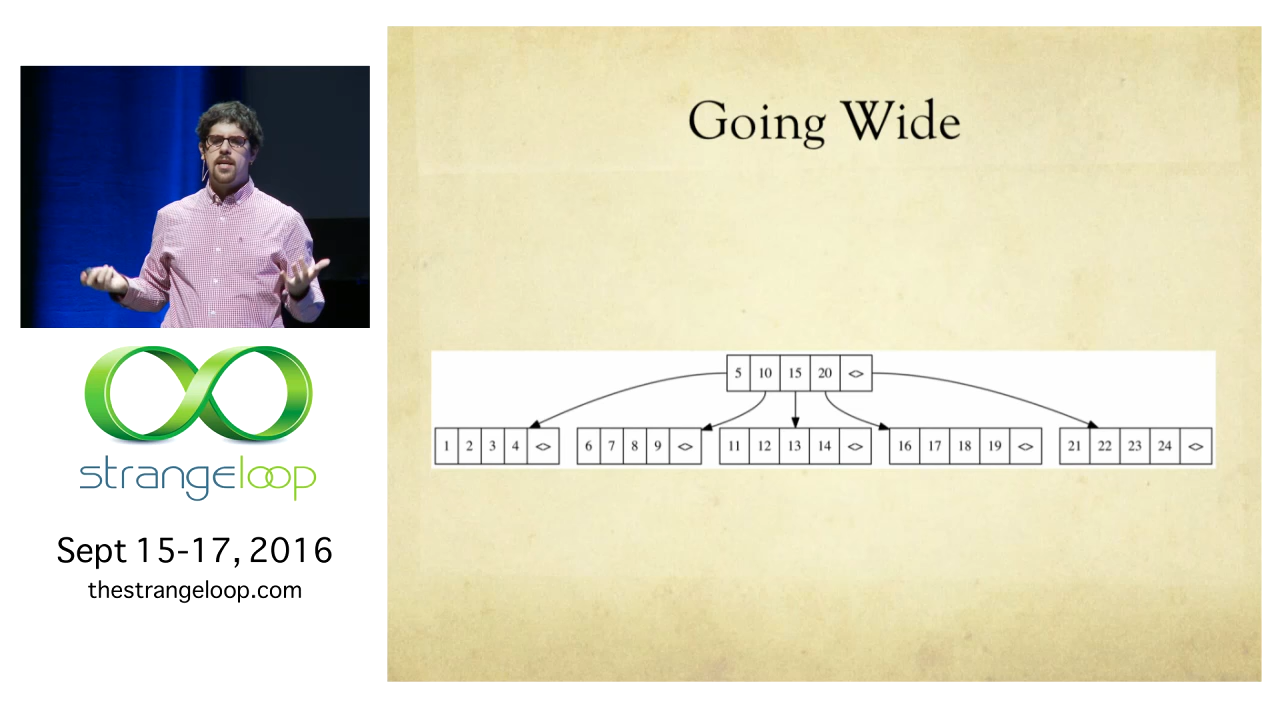 Going Wide
5 10 15 20 <>
1 2 3 4 <> 6 7 8 9 <> 11 12 13 14 <> 16 17 18 19 <> 21 22 23 24 <>
strangeloop
Sept 15-17, 2016
thestrangeloop.com